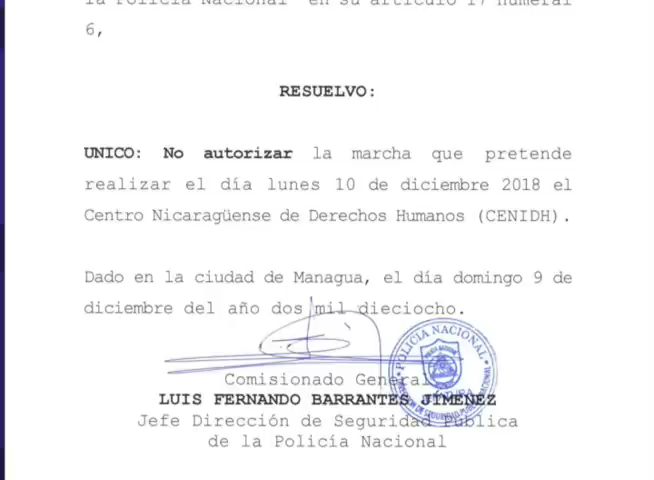 la Policía Nacional" en su artículo 17 numeral
6,
RESUELVO:
UNICO: No autorizar la marcha que pretende
realizar el día lunes 10 de diciembre 2018 el
Centro Nicaragüense de Derechos Humanos (CENIDH).
Dado en la ciudad de Managua, el día domingo 9 de
diciembre del año dos mil dieciocho.
POLICÍA NACIONAL
Comisionado General
LUIS FERNANDO BARRANTES JIMÉNEZ
Jefe Dirección de Seguridad Pública
de la Policía Nacional